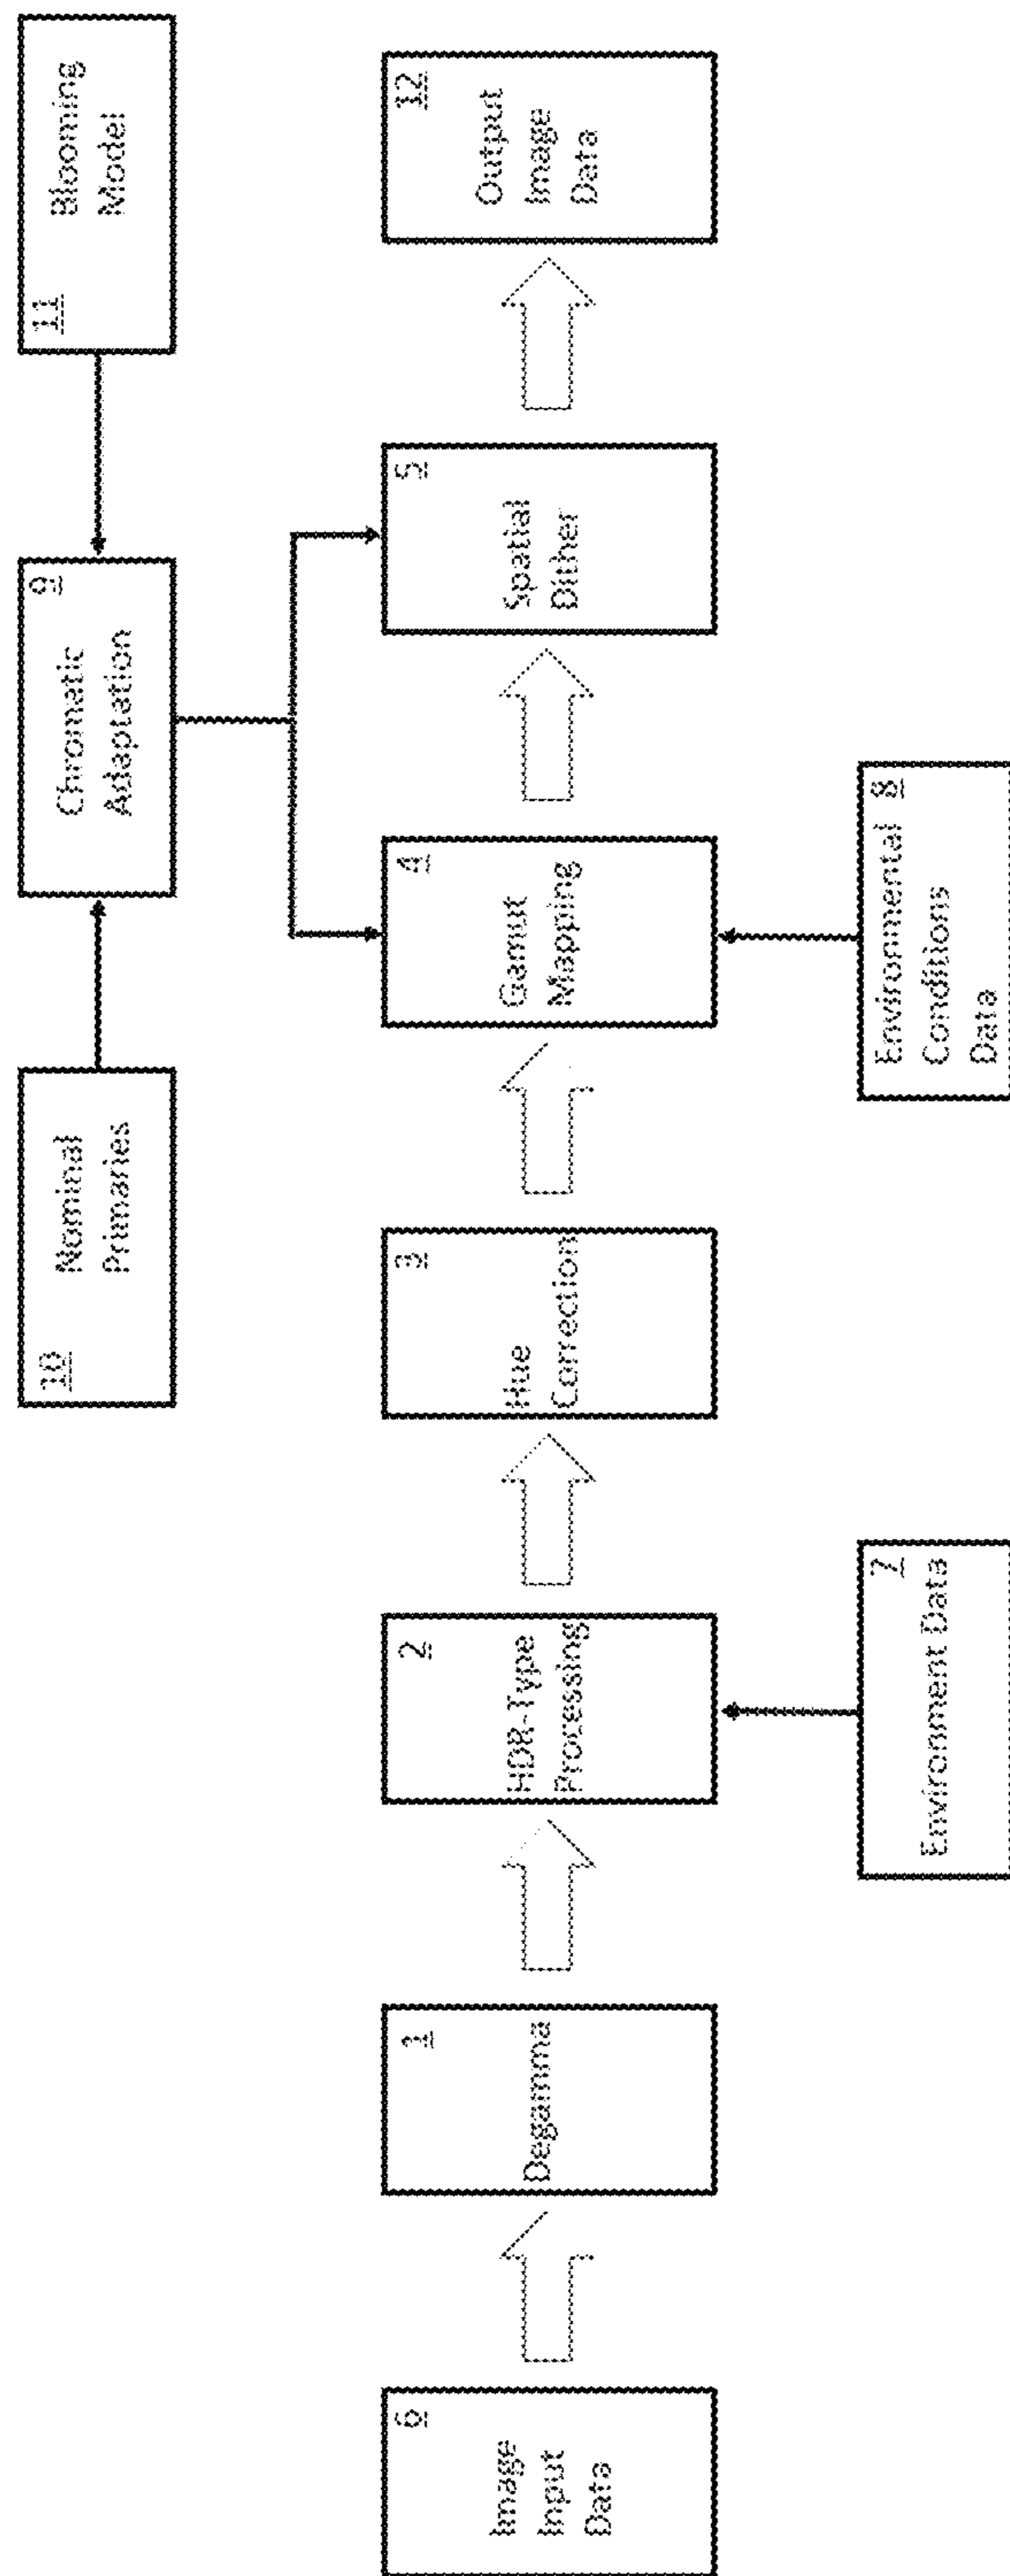 10
Nominal
Primaries
9
Chromatic
Adaptation
11
Blooming
Model
6
Image
Input
Data
1
Degamma
2
HDR-Type
Processing
3
Hue
Correction
4
Gamut
Mapping
5
Spatial
Dither
12
Output
Image
Data
7
Environment Data
8
Environmental
Conditions
Data